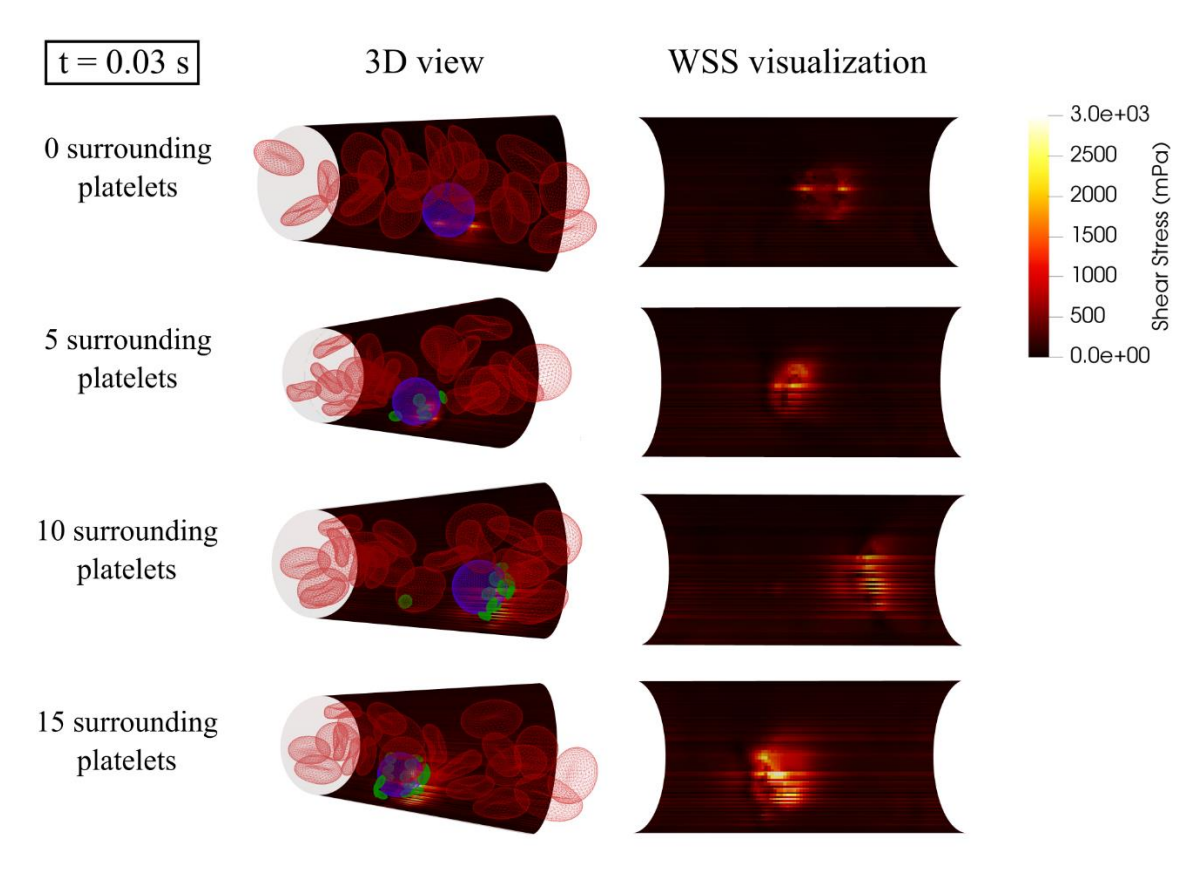 t = 0.03 s
3D view
WSS visualization
0 surrounding
platelets
5 surrounding
platelets
10 surrounding
platelets
15 surrounding
platelets
3.0e+03
2500
2000
1500
1000
500
0.0e+00
Shear Stress (mPa)